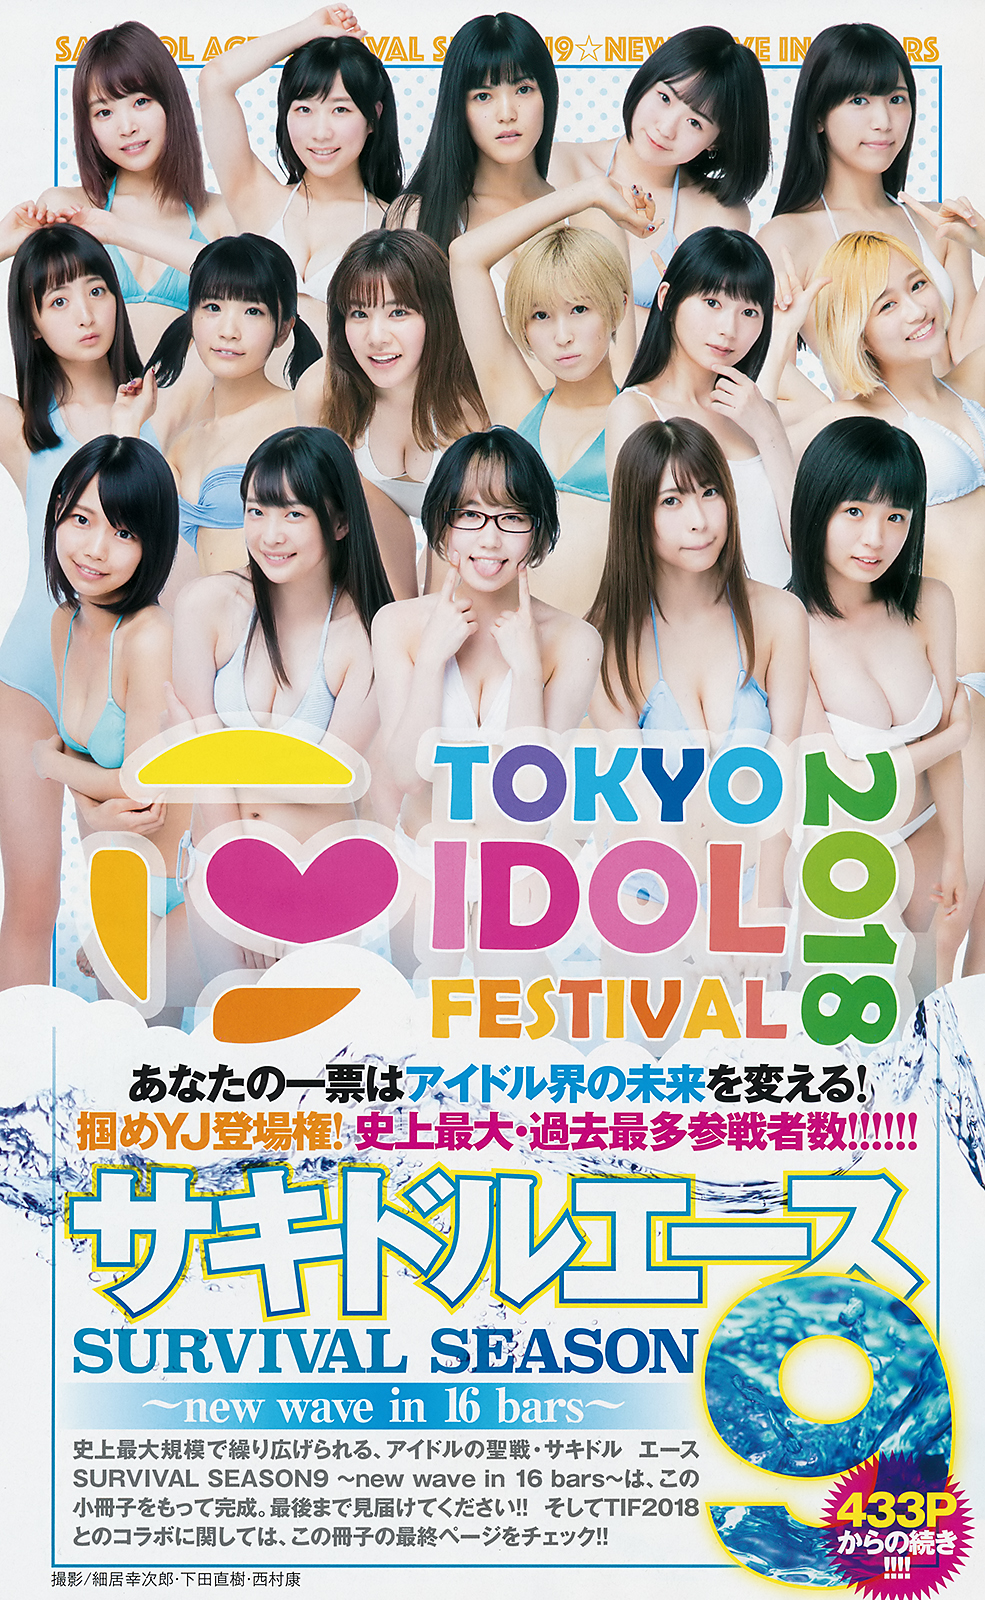 TOKYO
IDOL
FESTIVAL
2018
あなたの一票はアイドル界の未来を変える!
掴めYJ登場権! 史上最大・過去最多参戦者数!!!!!!
サキドルエース
SURVIVAL SEASON
9
〜new wave in 16 bars〜
史上最大規模で繰り広げられる、アイドルの聖戦・サキドル エース
SURVIVAL SEASON9 〜new wave in 16 bars〜は、この
小冊子をもって完成。最後まで見届けてください!! そしてTIF2018
とのコラボに関しては、この冊子の最終ページをチェック!!
433P
からの続き
!!!!
撮影/細居幸次郎・下田直樹・西村康